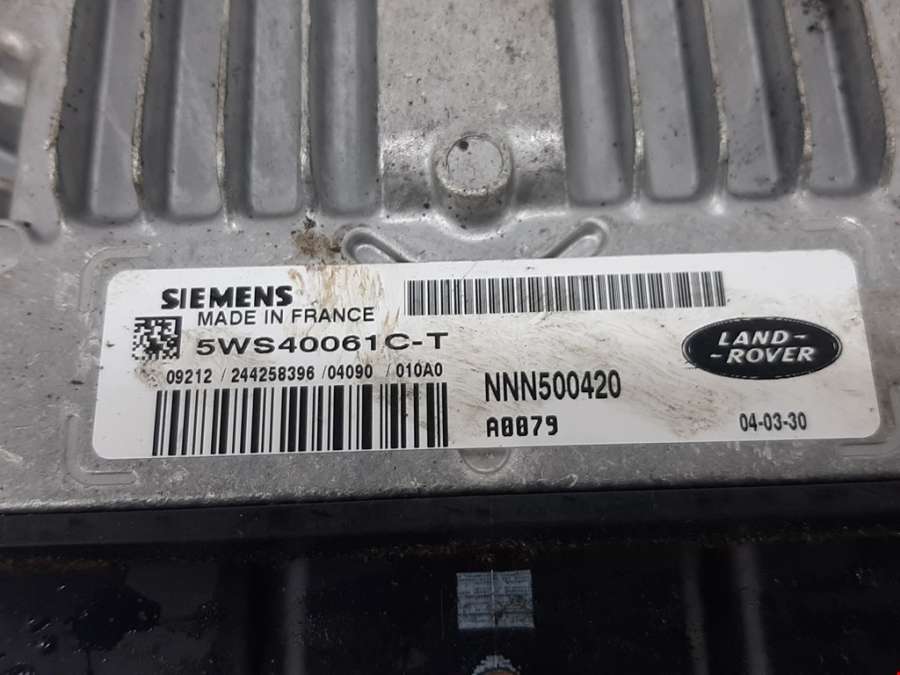 SIEMENS
MADE IN FRANCE
5WS40061C-T
09212 / 244258396 / 04090 / 010A0
NNN500420
A0079
LAND-
-ROVER
04-03-30